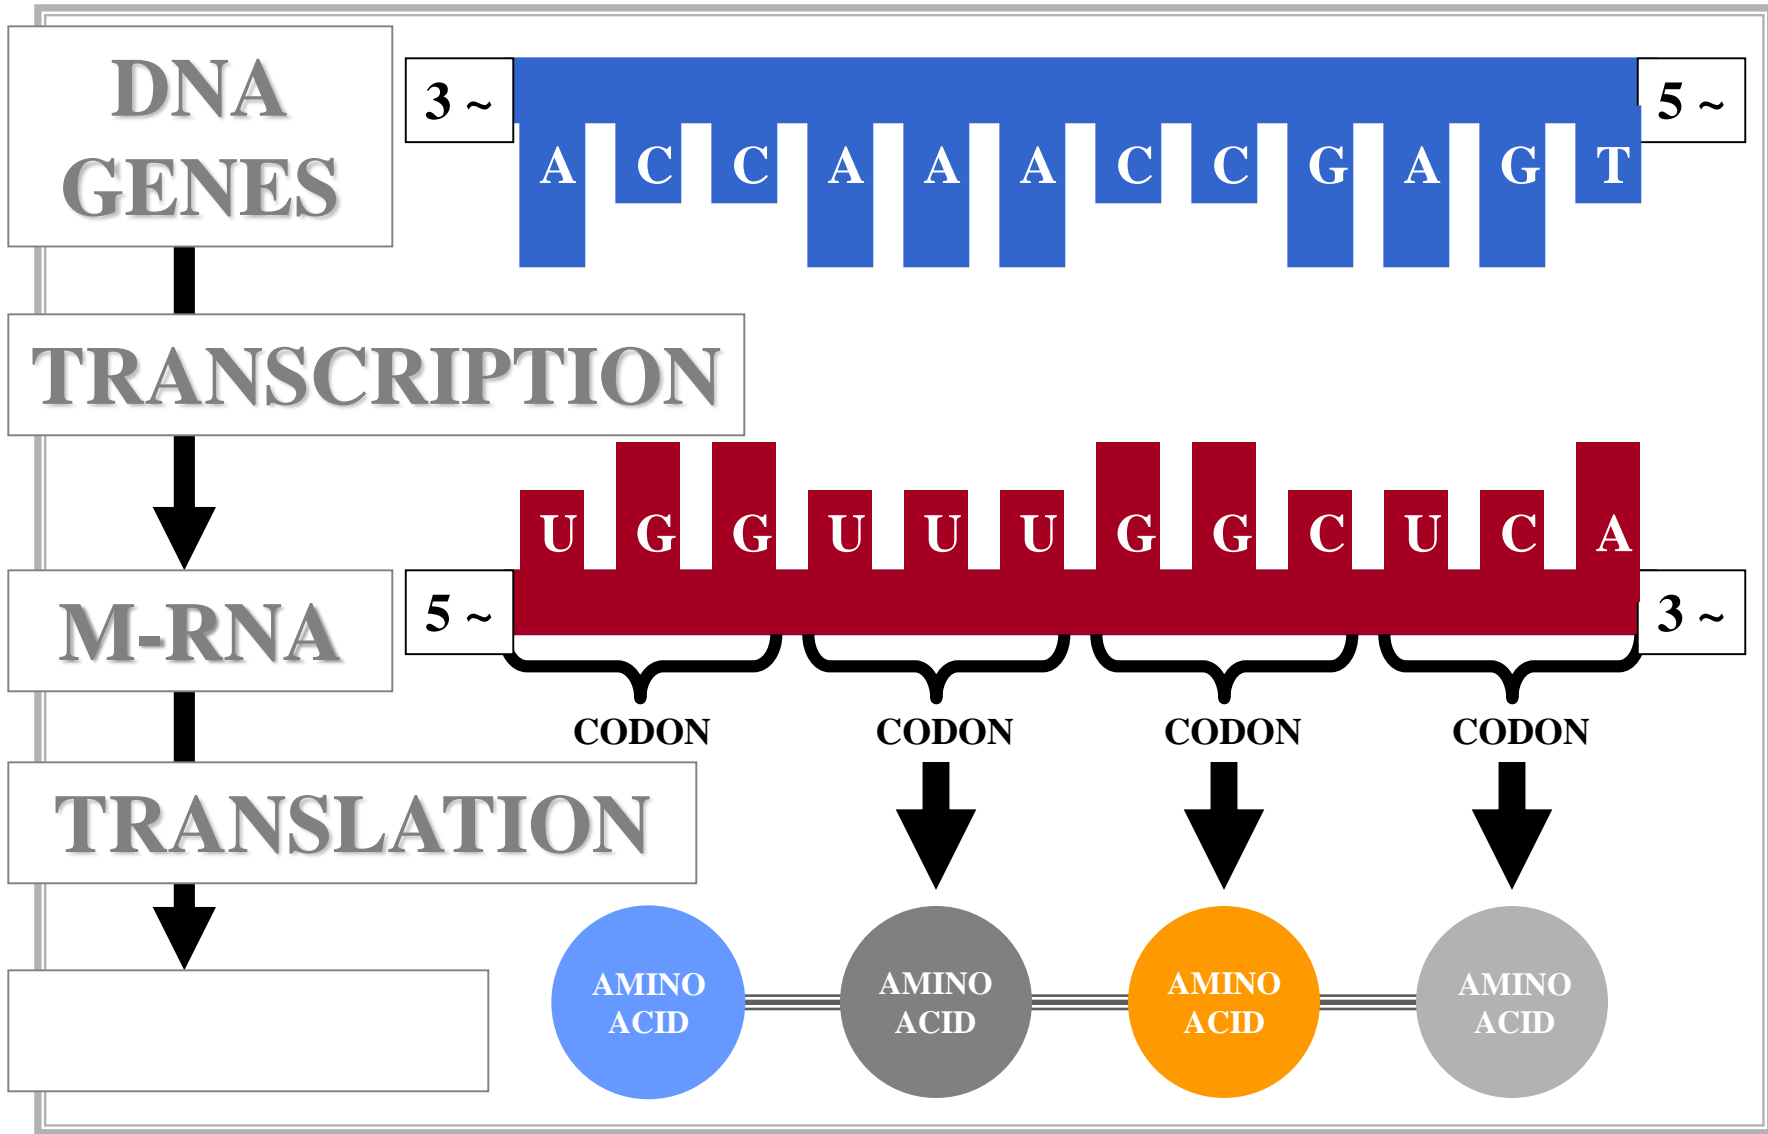 DNA
GENES
3 ~
5 ~
A C C A A A C C G A G T
TRANSCRIPTION
U G G U U U G G C U C A
M-RNA
5 ~
3 ~
CODON CODON CODON CODON
TRANSLATION
AMINO AMINO AMINO AMINO
ACID ACID ACID ACID